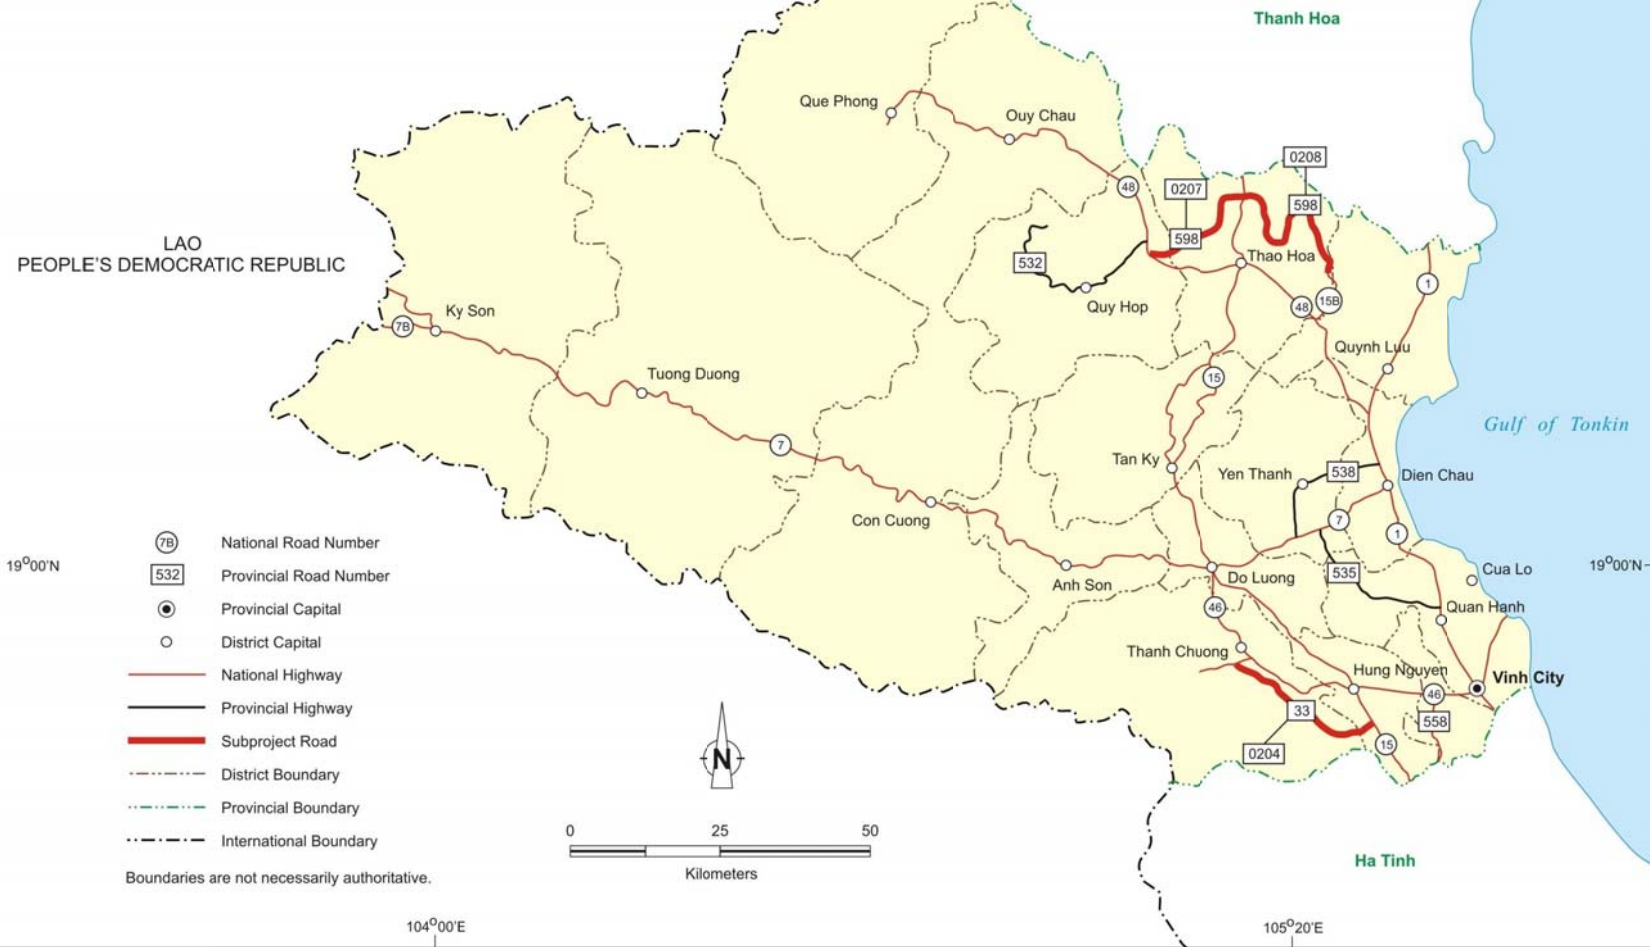 Thanh Hoa
Que Phong
Ouy Chau
0208
48
0207
598
598
LAO
PEOPLE'S DEMOCRATIC REPUBLIC
532
Thao Hoa
1
Quy Hop
48
15B
Ky Son
7B
Quynh Luu
Tuong Duong
15
Gulf of Tonkin
7
Tan Ky
Yen Thanh
538
Dien Chau
Con Cuong
7
1
19°00'N
19°00'N
Anh Son
Do Luong
535
Cua Lo
46
Quan Hanh
Thanh Chuong
Hung Nguyen
Vinh City
46
33
558
0204
15
7B National Road Number
532 Provincial Road Number
Provincial Capital
District Capital
National Highway
Provincial Highway
Subproject Road
District Boundary
Provincial Boundary
International Boundary
Boundaries are not necessarily authoritative.
N
0 25 50
Kilometers
Ha Tinh
104°00'E
105°20'E